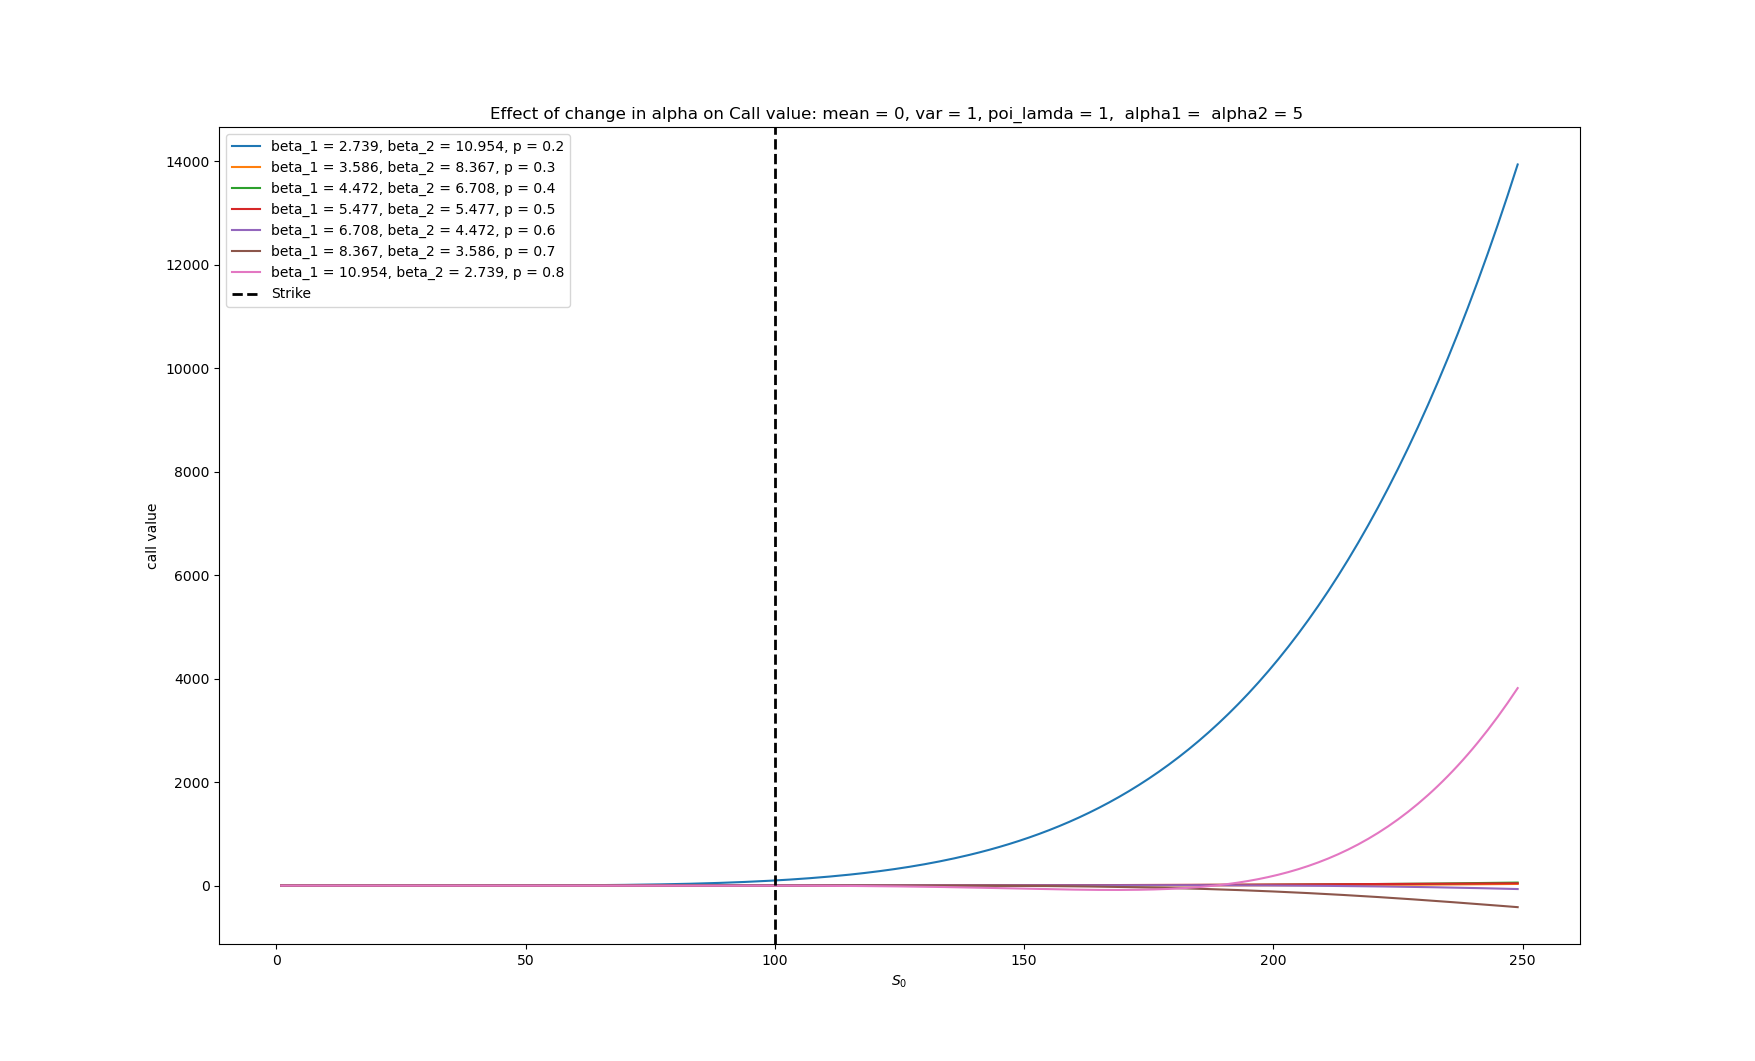 Effect of change in alpha on Call value: mean = 0, var = 1, poi_lamda = 1,  alpha1 =  alpha2 = 5
beta_1 = 2.739, beta_2 = 10.954, p = 0.2
beta_1 = 3.586, beta_2 = 8.367, p = 0.3
beta_1 = 4.472, beta_2 = 6.708, p = 0.4
beta_1 = 5.477, beta_2 = 5.477, p = 0.5
beta_1 = 6.708, beta_2 = 4.472, p = 0.6
beta_1 = 8.367, beta_2 = 3.586, p = 0.7
beta_1 = 10.954, beta_2 = 2.739, p = 0.8
Strike
14000
12000
10000
8000
6000
4000
2000
0
call value
0 50 100 150 200 250
S₀